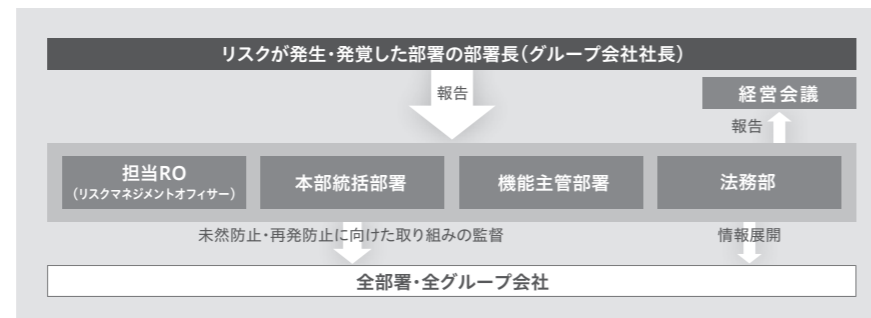 リスクが発生・発覚した部署の部署長（グループ会社社長）
報告
経営会議
報告
担当RO
（リスクマネジメントオフィサー）
本部統括部署
機能主管部署
法務部
未然防止・再発防止に向けた取り組みの監督
情報展開
全部署・全グループ会社